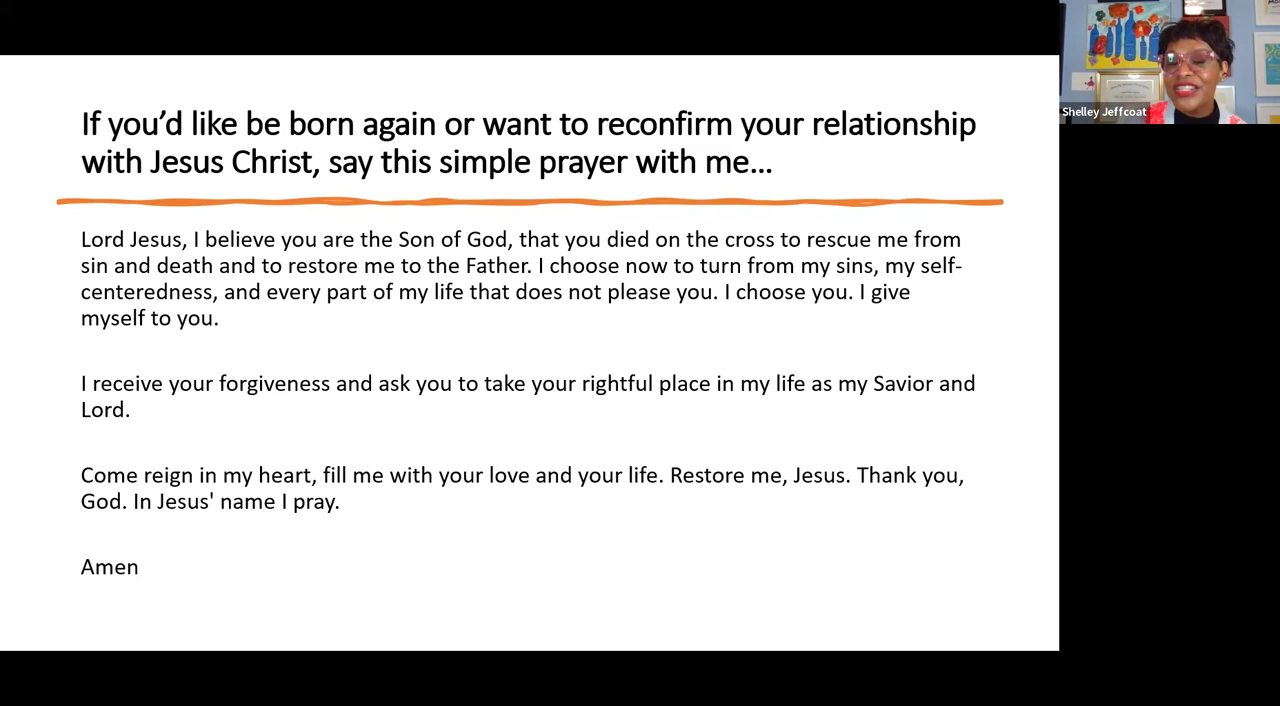 If you’d like be born again or want to reconfirm your relationship
with Jesus Christ, say this simple prayer with me…
Lord Jesus, I believe you are the Son of God, that you died on the cross to rescue me from
sin and death and to restore me to the Father. I choose now to turn from my sins, my self-
centeredness, and every part of my life that does not please you. I choose you. I give
myself to you.
I receive your forgiveness and ask you to take your rightful place in my life as my Savior and
Lord.
Come reign in my heart, fill me with your love and your life. Restore me, Jesus. Thank you,
God. In Jesus' name I pray.
Amen
Shelley Jeffcoat